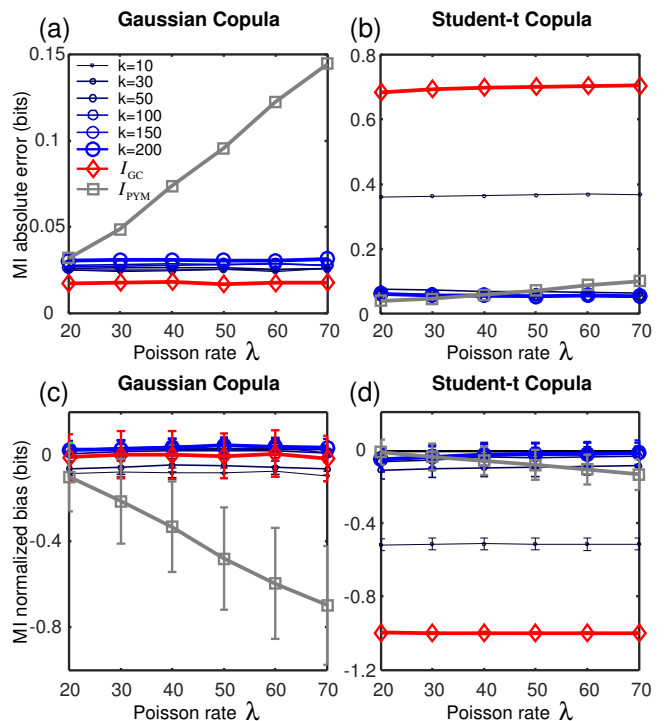 Gaussian Copula
Student-t Copula
(a)
(b)
MI absolute error (bits)
0.15
0.1
0.05
0
k=10
k=30
k=50
k=100
k=150
k=200
I_GC
I_PYM
20 30 40 50 60 70
Poisson rate λ
0.8
0.6
0.4
0.2
0
20 30 40 50 60 70
Poisson rate λ
Gaussian Copula
Student-t Copula
(c)
(d)
MI normalized bias (bits)
0
-0.4
-0.8
20 30 40 50 60 70
Poisson rate λ
0
-0.4
-0.8
-1.2
20 30 40 50 60 70
Poisson rate λ